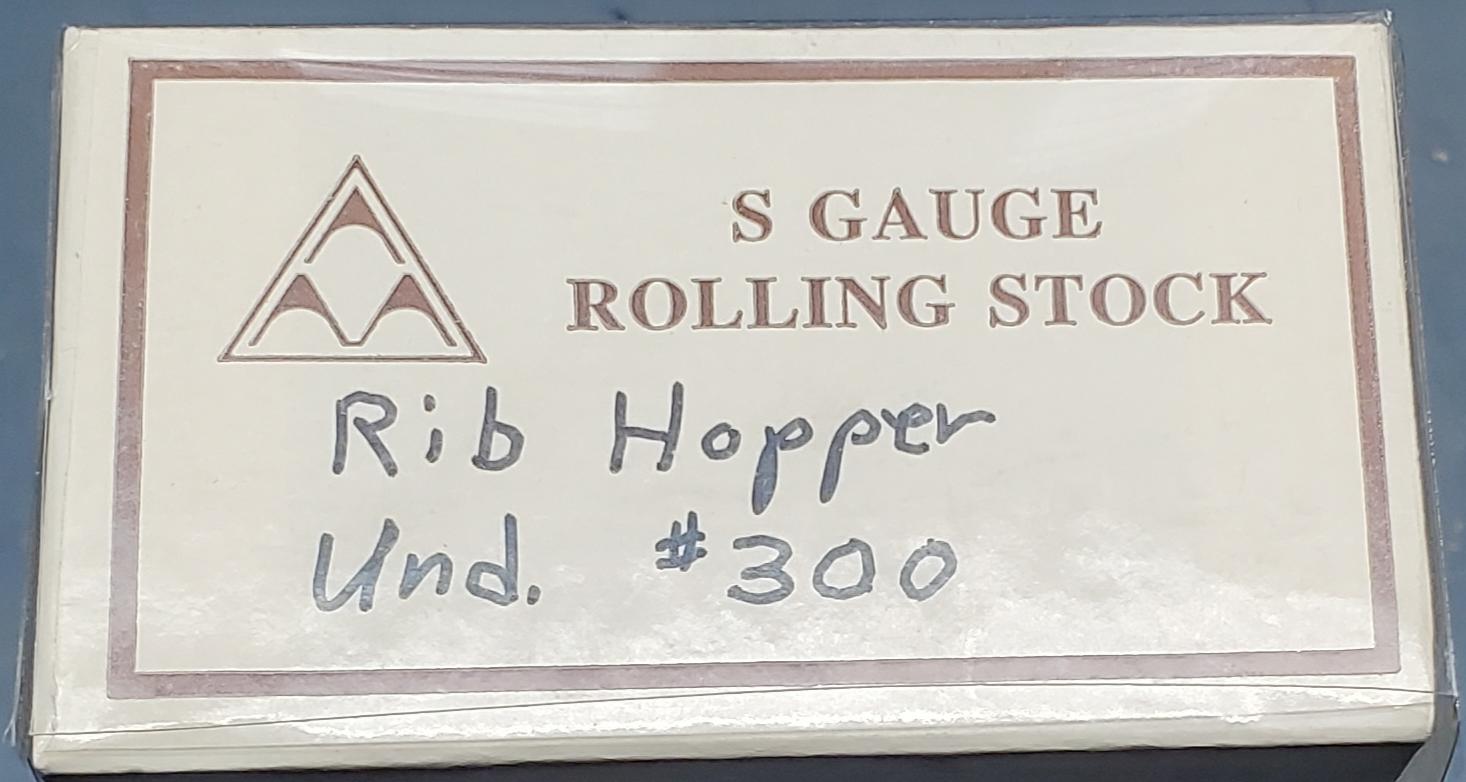 S GAUGE
ROLLING STOCK
Rib Hopper
Und. #300